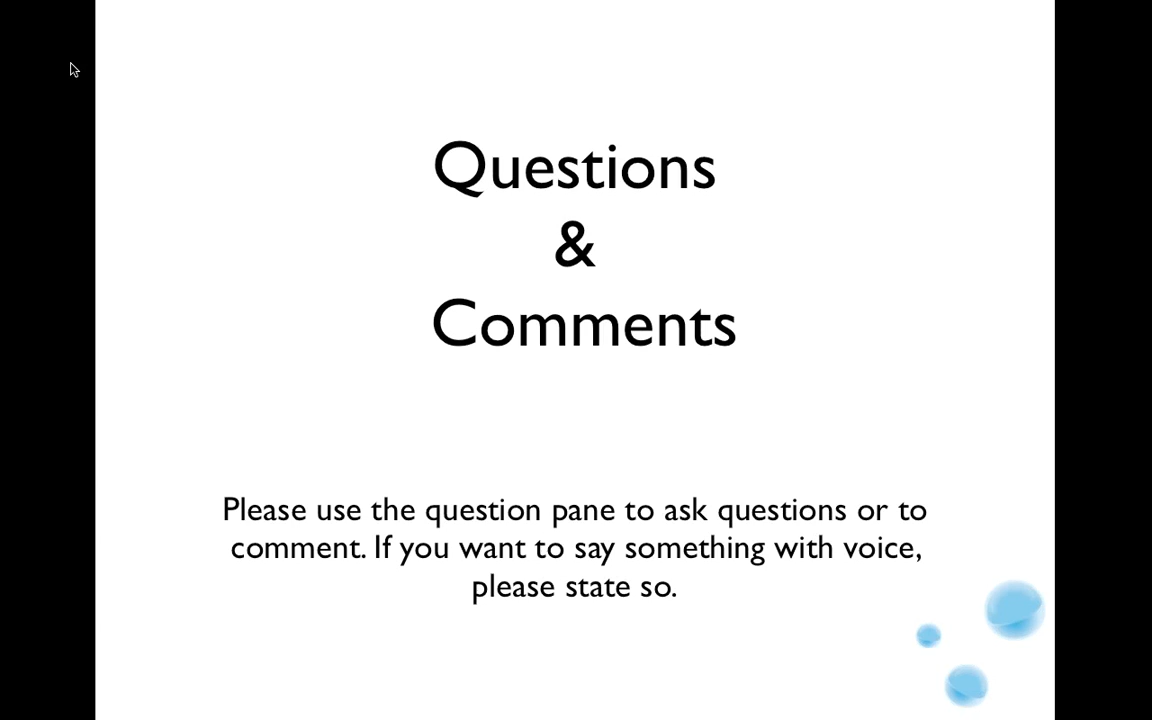 Questions
&
Comments
Please use the question pane to ask questions or to
comment. If you want to say something with voice,
please state so.